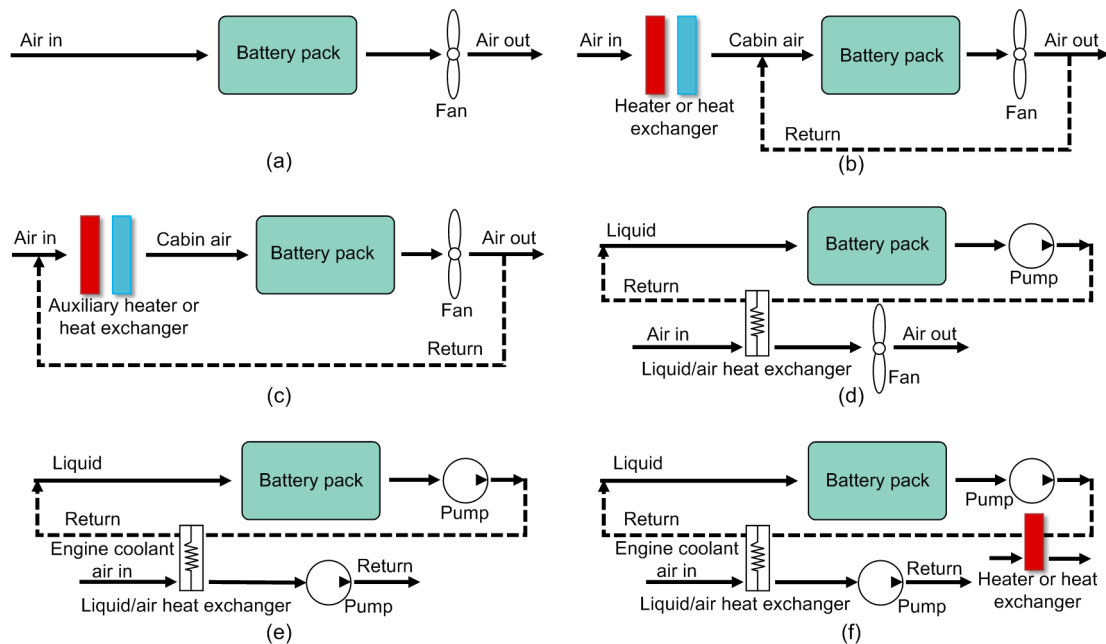 Air in
Battery pack
Air out
Fan
(a)
Air in
Cabin air
Battery pack
Air out
Heater or heat
exchanger
Fan
Return
(b)
Air in
Cabin air
Battery pack
Air out
Auxiliary heater or
heat exchanger
Fan
Return
(c)
Liquid
Battery pack
Pump
Return
Air in
Air out
Liquid/air heat exchanger
Fan
(d)
Liquid
Battery pack
Pump
Return
Engine coolant
air in
Return
Liquid/air heat exchanger
Pump
(e)
Liquid
Battery pack
Pump
Return
Engine coolant
air in
Return
Heater or heat
exchanger
Liquid/air heat exchanger
Pump
(f)